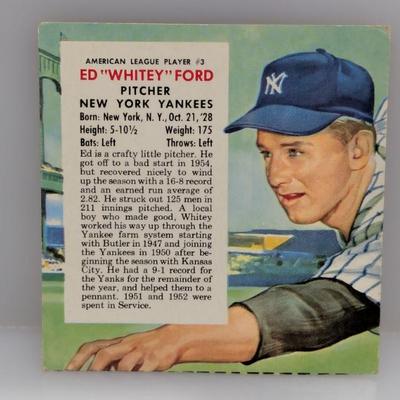 AMERICAN LEAGUE PLAYER #3
ED "WHITEY" FORD
PITCHER
NEW YORK YANKEES
Born: New York, N. Y., Oct. 21, '28
Height: 5-10½ Weight: 175
Bats: Left Throws: Left
Ed is a crafty little pitcher. He
got off to a bad start in 1954,
but recovered nicely to wind
up the season with a 16-8 record
and an earned run average of
2.82. He struck out 125 men in
211 innings pitched. A local
boy who made good, Whitey
worked his way up through the
Yankee farm system starting
with Butler in 1947 and joining
the Yankees in 1950 after be-
ginning the season with Kansas
City. He had a 9-1 record for
the Yanks for the remainder of
the year, and helped them to a
pennant. 1951 and 1952 were
spent in Service.
NY